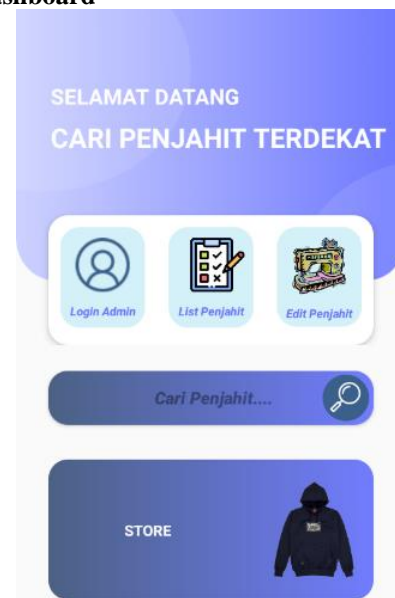 SELAMAT DATANG
CARI PENJAHIT TERDEKAT
Login Admin
List Penjahit
Edit Penjahit
Cari Penjahit....
STORE